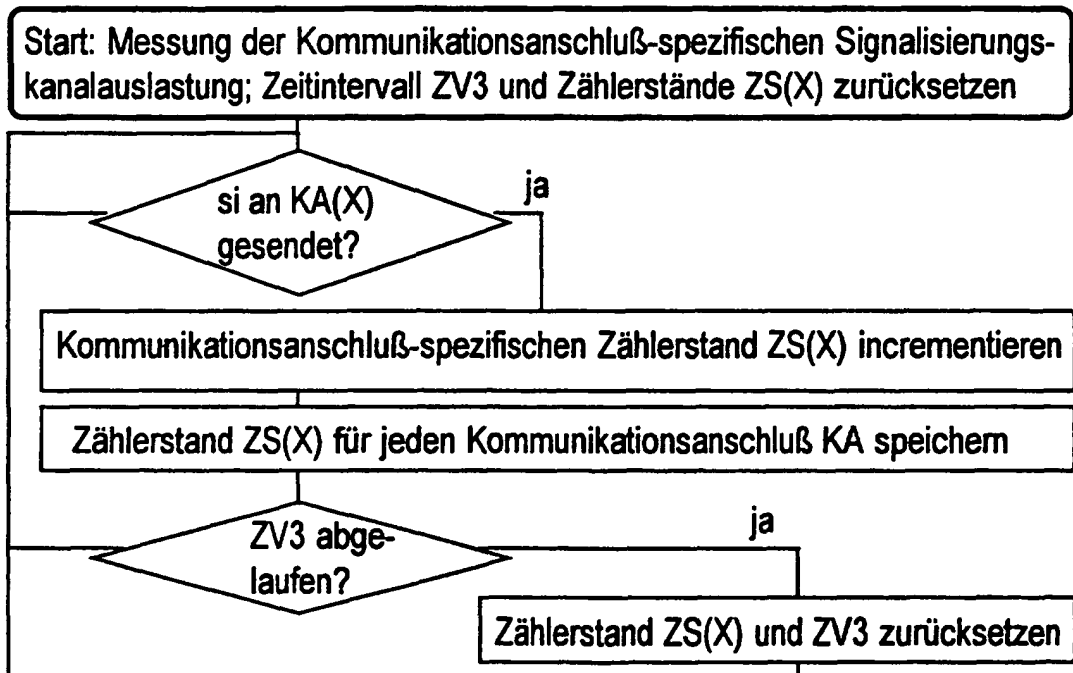 Start: Messung der Kommunikationsanschluß-spezifischen Signalisierungs-
kanalauslastung; Zeitintervall ZV3 und Zählerstände ZS(X) zurücksetzen
si an KA(X)
gesendet?
ja
Kommunikationsanschluß-spezifischen Zählerstand ZS(X) incrementieren
Zählerstand ZS(X) für jeden Kommunikationsanschluß KA speichern
ZV3 abge-
laufen?
ja
Zählerstand ZS(X) und ZV3 zurücksetzen